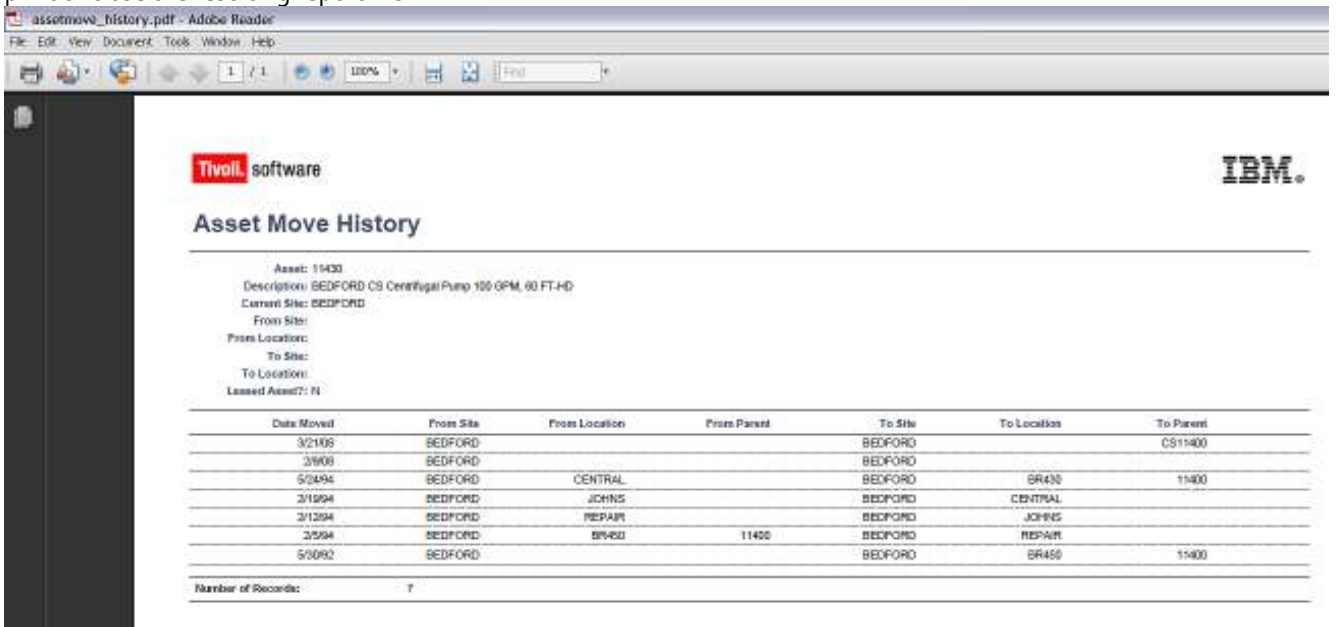 assetmove_history.pdf - Adobe Reader
File Edit View Document Tools Window Help
1 / 1 100% Find
Tivoli. software IBM.
Asset Move History
Asset: 11430
Description: BEDFORD CS Centrifugal Pump 100 GPM, 60 FT-HD
Current Site: BEDFORD
From Site:
From Location:
To Site:
To Location:
Leased Asset?: N
Date Moved From Site From Location From Parent To Site To Location To Parent
3/21/08 BEDFORD BEDFORD CS11400
2/9/08 BEDFORD BEDFORD
5/24/94 BEDFORD CENTRAL BEDFORD BR430 11400
2/19/94 BEDFORD JOHNS BEDFORD CENTRAL
2/12/94 BEDFORD REPAIR BEDFORD JOHNS
2/5/94 BEDFORD BR450 11400 BEDFORD REPAIR
5/30/92 BEDFORD BEDFORD BR450 11400
Number of Records: 7